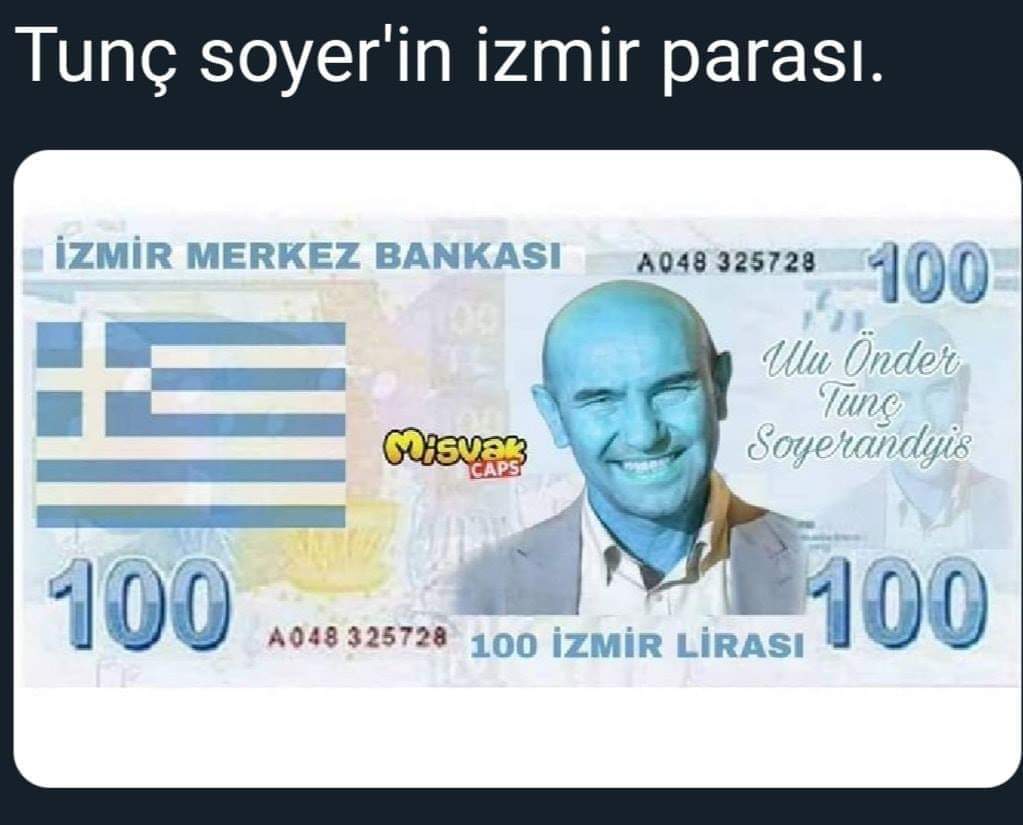 Tunç soyer'in izmir parası.
İZMİR MERKEZ BANKASI
A048 325728
100
Ulu Önder
Tunç
Soyerandyis
Misvak
CAPS
100
A048 325728
100 İZMİR LİRASI
100